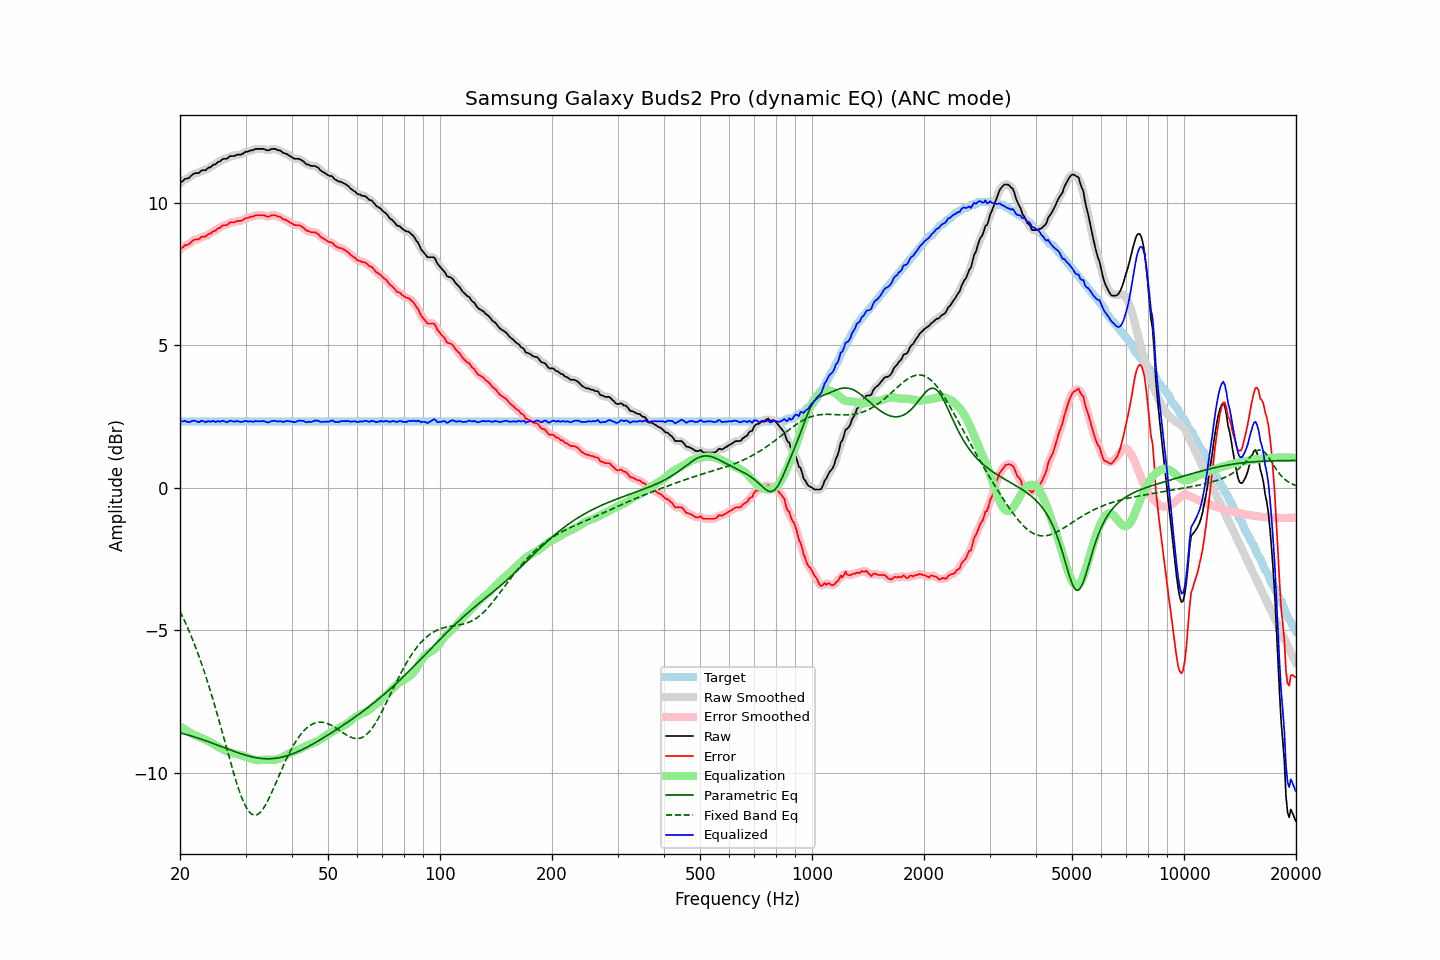 Samsung Galaxy Buds2 Pro (dynamic EQ) (ANC mode)
Amplitude (dBr)
10
5
0
−5
−10
Target
Raw Smoothed
Error Smoothed
Raw
Error
Equalization
Parametric Eq
Fixed Band Eq
Equalized
20 50 100 200 500 1000 2000 5000 10000 20000
Frequency (Hz)